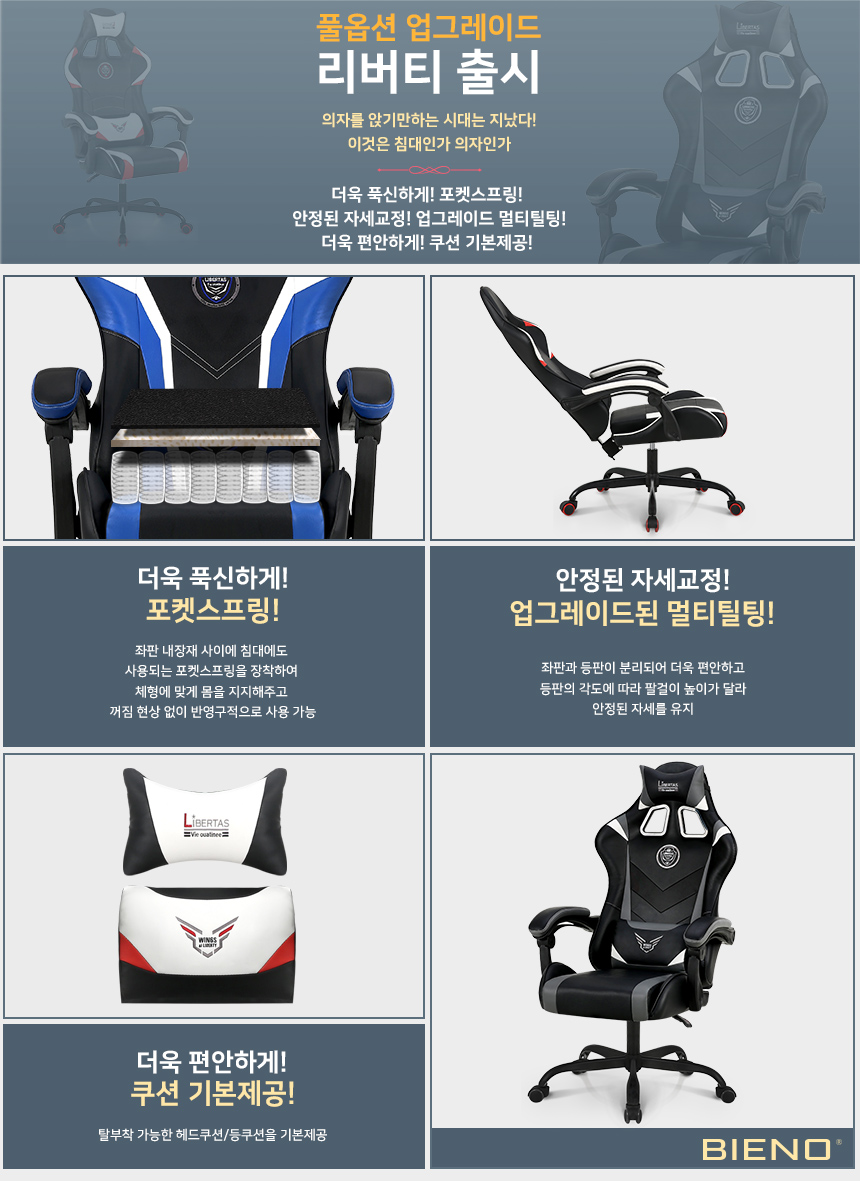 풀옵션 업그레이드
리버티 출시
의자를 앉기만하는 시대는 지났다!
이것은 침대인가 의자인가
더욱 푹신하게! 포켓스프링!
안정된 자세교정! 업그레이드 멀티틸팅!
더욱 편안하게! 쿠션 기본제공!
LIBERTAS
더욱 푹신하게!
포켓스프링!
좌판 내장재 사이에 침대에도
사용되는 포켓스프링을 장착하여
체형에 맞게 몸을 지지해주고
꺼짐 현상 없이 반영구적으로 사용 가능
안정된 자세교정!
업그레이드된 멀티틸팅!
좌판과 등판이 분리되어 더욱 편안하고
등판의 각도에 따라 팔걸이 높이가 달라
안정된 자세를 유지
LIBERTAS
Vie ouatinee
WINGS
of LIBERTY
더욱 편안하게!
쿠션 기본제공!
탈부착 가능한 헤드쿠션/등쿠션을 기본제공
LIBERTAS
WINGS
BIENO®